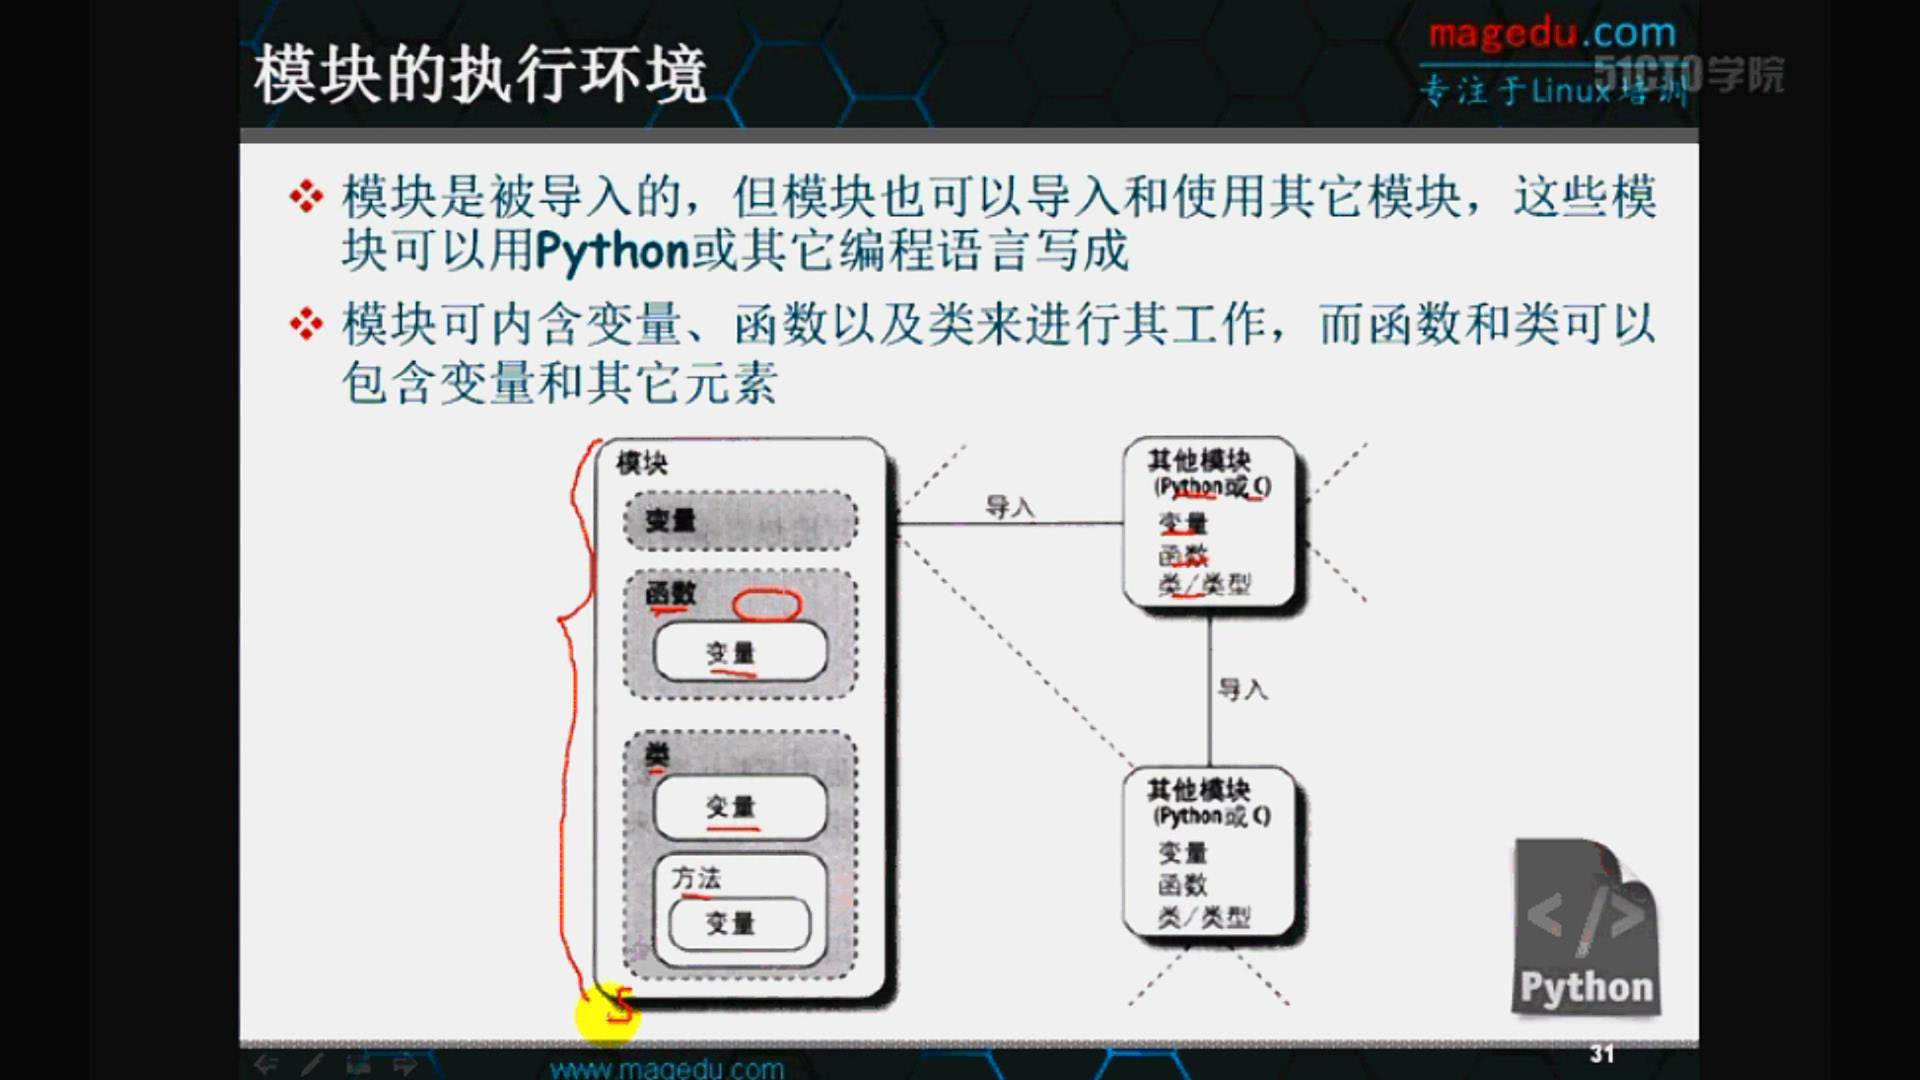 模块的执行环境
magedu.com
专注于Linux培训
51CTO学院
模块是被导入的，但模块也可以导入和使用其它模块，这些模
块可以用Python或其它编程语言写成
模块可内含变量、函数以及类来进行其工作，而函数和类可以
包含变量和其它元素
模块
变量
函数
变量
类
变量
方法
变量
导入
其他模块
(Python或C)
变量
函数
类/类型
导入
其他模块
(Python或C)
变量
函数
类/类型
</>
Python
www.magedu.com
31